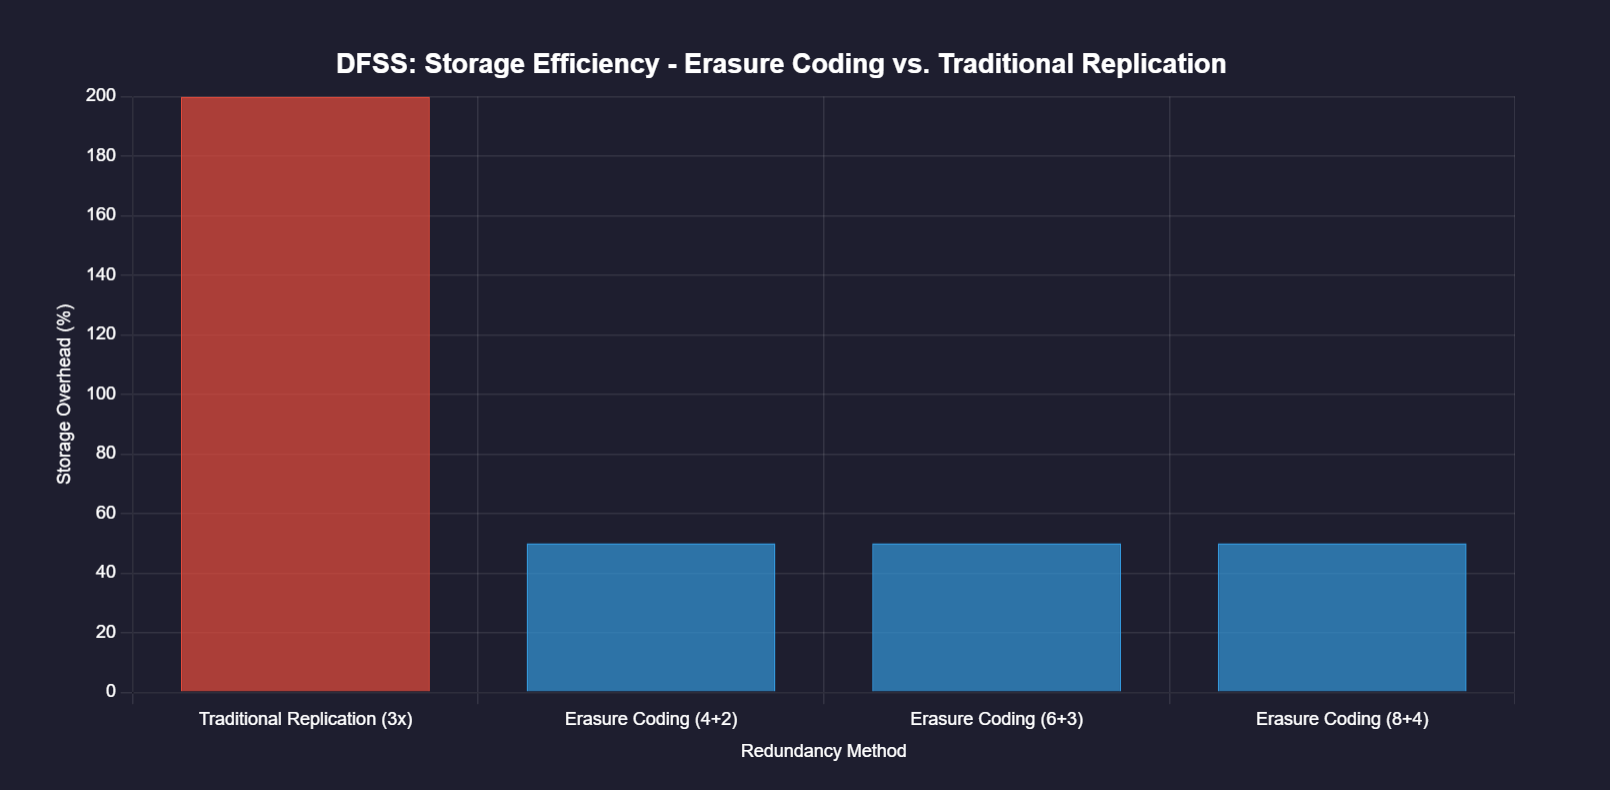 DFSS: Storage Efficiency - Erasure Coding vs. Traditional Replication
200
180
160
140
120
100
80
60
40
20
0
Storage Overhead (%)
Traditional Replication (3x)
Erasure Coding (4+2)
Erasure Coding (6+3)
Erasure Coding (8+4)
Redundancy Method